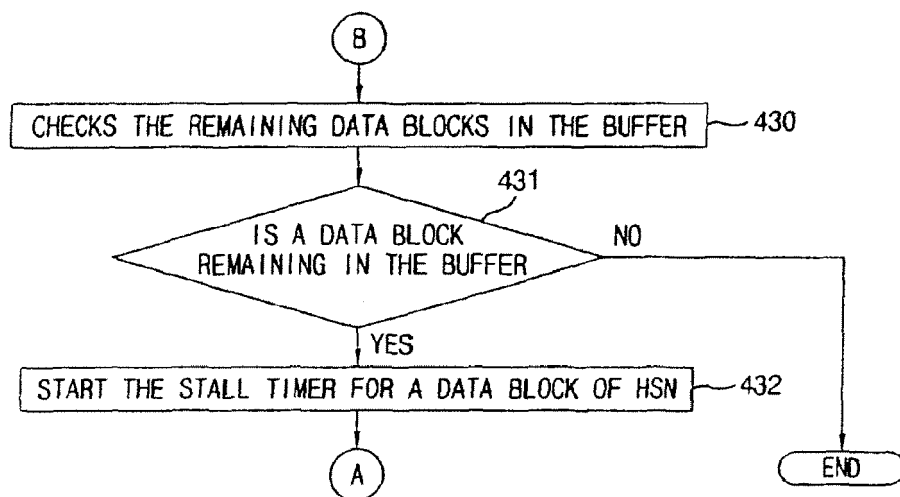 B
CHECKS THE REMAINING DATA BLOCKS IN THE BUFFER
430
431
IS A DATA BLOCK
REMAINING IN THE BUFFER
NO
YES
START THE STALL TIMER FOR A DATA BLOCK OF HSN
432
A
END